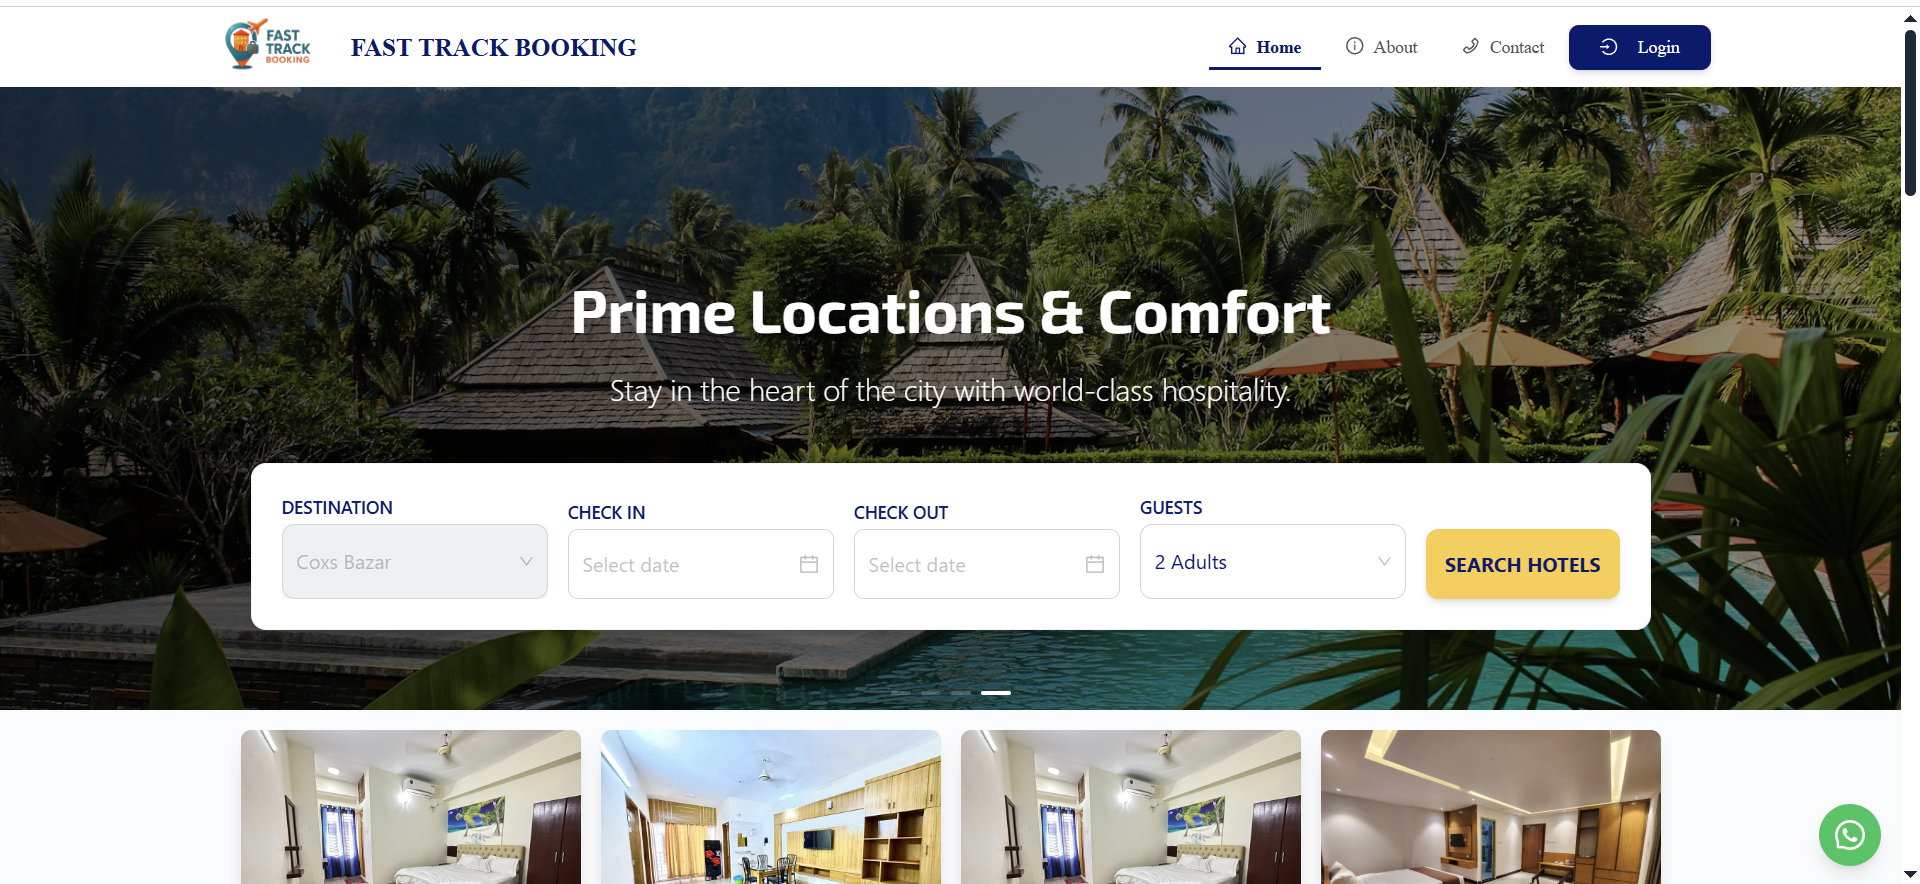 FAST
TRACK
BOOKING
FAST TRACK BOOKING
Home
About
Contact
Login
Prime Locations & Comfort
Stay in the heart of the city with world-class hospitality.
DESTINATION
CHECK IN
CHECK OUT
GUESTS
Coxs Bazar
Select date
Select date
2 Adults
SEARCH HOTELS